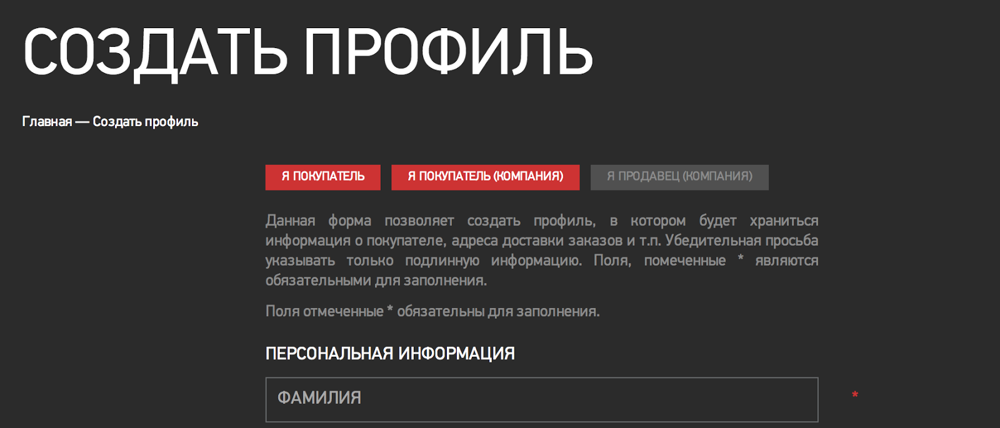 СОЗДАТЬ ПРОФИЛЬ
Главная — Создать профиль
Я ПОКУПАТЕЛЬ Я ПОКУПАТЕЛЬ (КОМПАНИЯ) Я ПРОДАВЕЦ (КОМПАНИЯ)
Данная форма позволяет создать профиль, в котором будет храниться
информация о покупателе, адреса доставки заказов и т.п. Убедительная просьба
указывать только подлинную информацию. Поля, помеченные * являются
обязательными для заполнения.
Поля отмеченные * обязательны для заполнения.
ПЕРСОНАЛЬНАЯ ИНФОРМАЦИЯ
ФАМИЛИЯ *